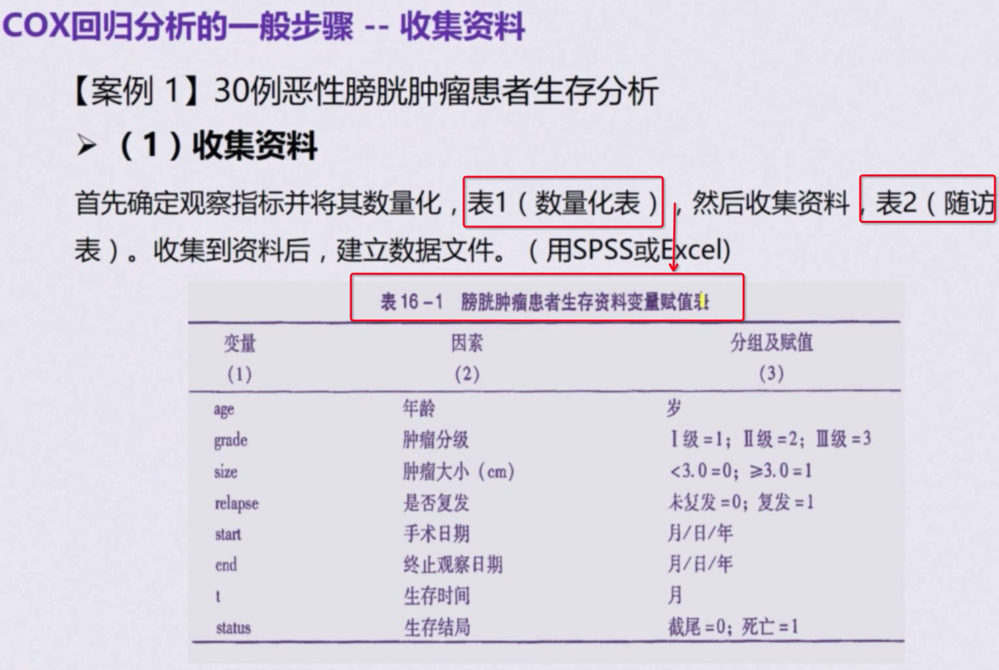 COX回归分析的一般步骤 -- 收集资料
【案例 1】30例恶性膀胱肿瘤患者生存分析
➢（1）收集资料
首先确定观察指标并将其数量化，表1（数量化表），然后收集资料，表2（随访
表）。收集到资料后，建立数据文件。（用SPSS或Excel)
表 16－1 膀胱肿瘤患者生存资料变量赋值表
变量 因素 分组及赋值
(1) (2) (3)
age 年龄 岁
grade 肿瘤分级 Ⅰ级=1；Ⅱ级=2；Ⅲ级=3
size 肿瘤大小（cm） <3.0=0；≥3.0=1
relapse 是否复发 未复发=0；复发=1
start 手术日期 月/日/年
end 终止观察日期 月/日/年
t 生存时间 月
status 生存结局 截尾=0；死亡=1